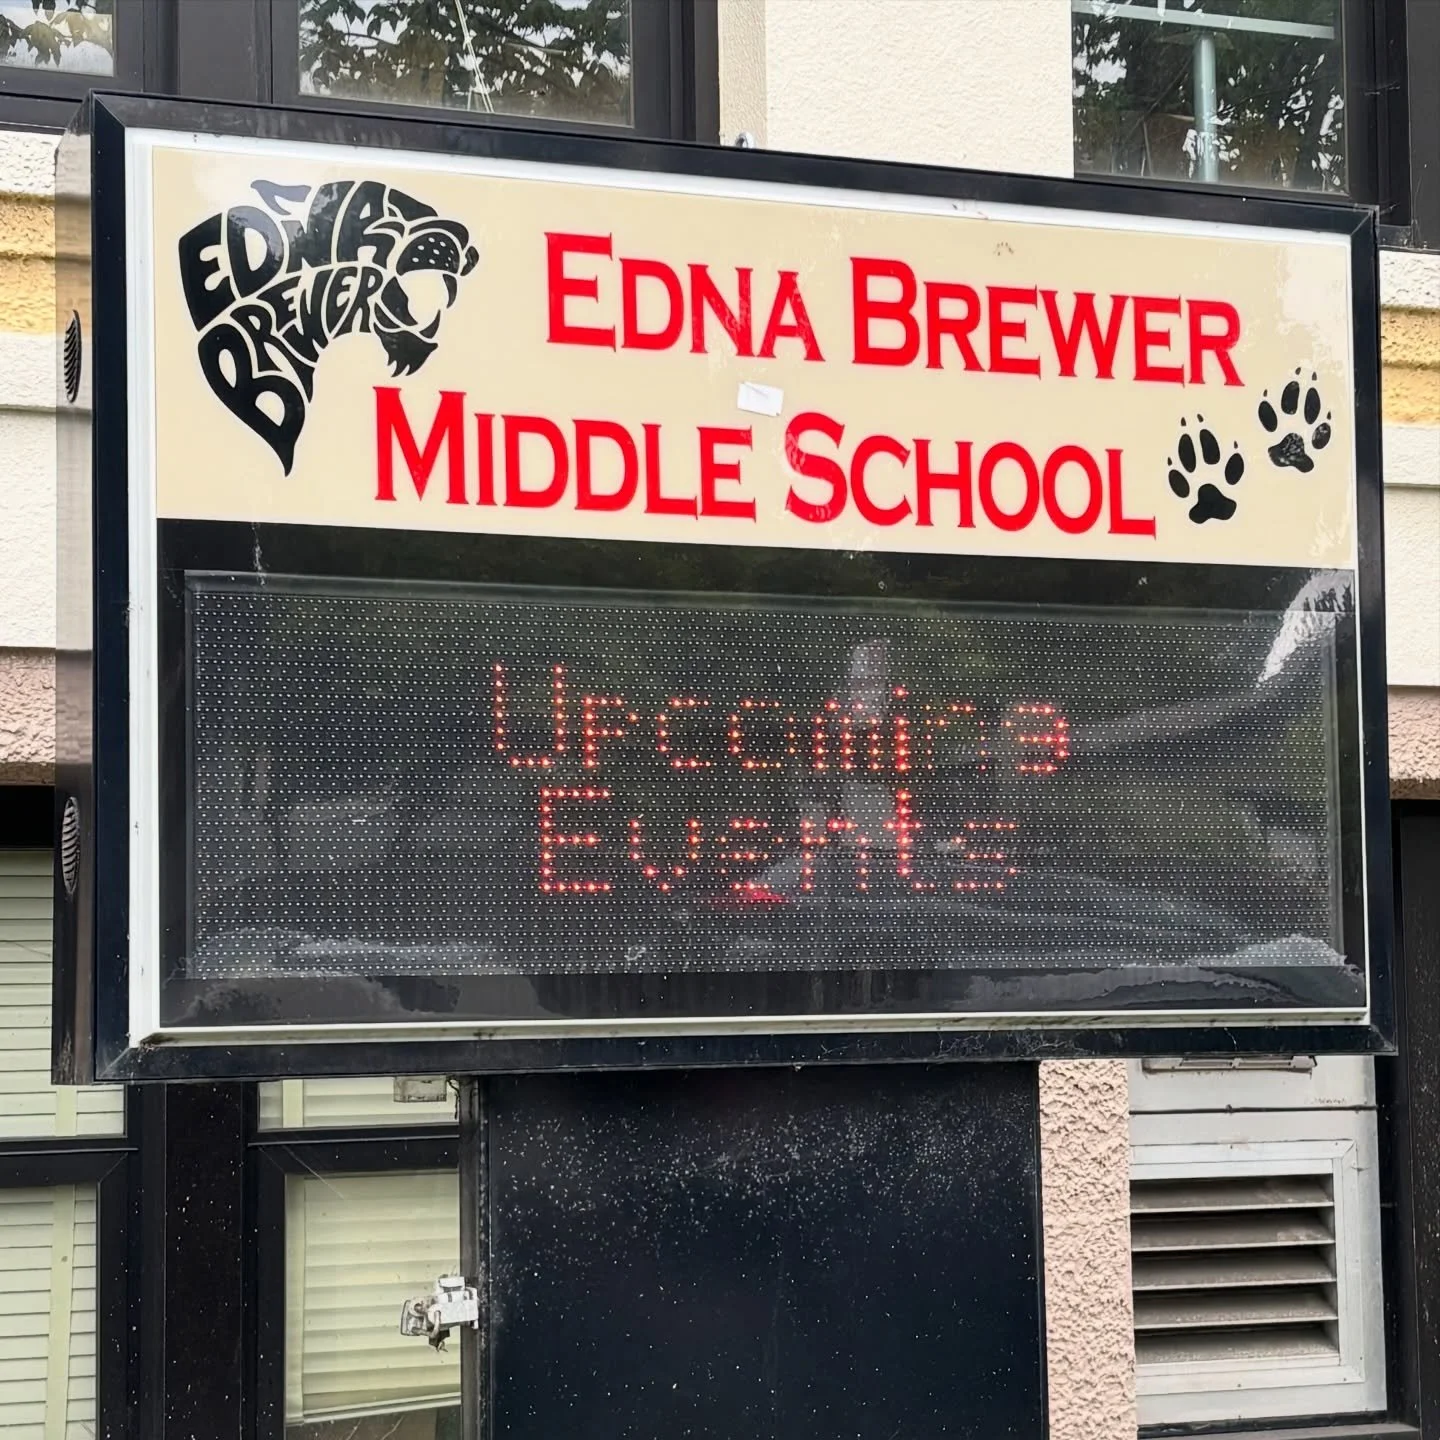 EDNA
BREWER
EDNA BREWER
MIDDLE SCHOOL
Upcoming
Events